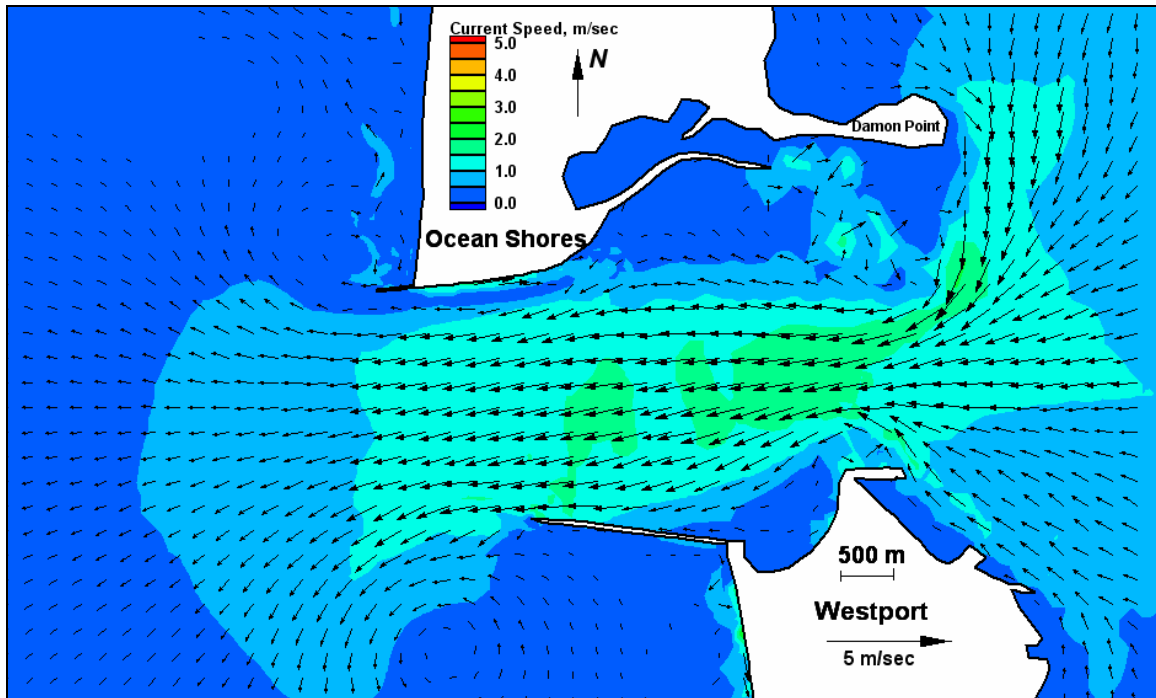 Current Speed, m/sec
5.0
4.0
3.0
2.0
1.0
0.0
N
Damon Point
Ocean Shores
500 m
Westport
5 m/sec